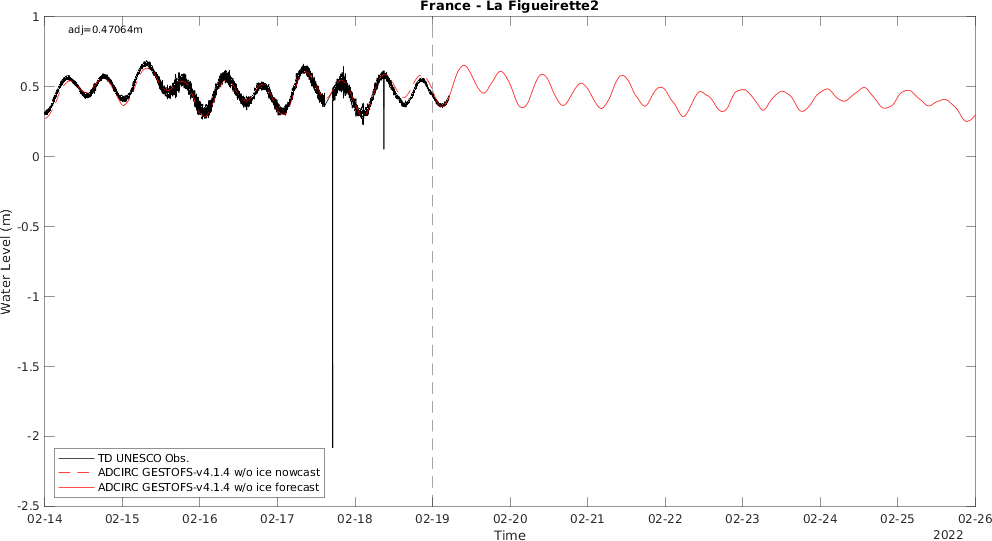 France - La Figueirette2
adj=0.47064m
1
0.5
0
-0.5
-1
-1.5
-2
-2.5
Water Level (m)
TD UNESCO Obs.
ADCIRC GESTOFS-v4.1.4 w/o ice nowcast
ADCIRC GESTOFS-v4.1.4 w/o ice forecast
02-14 02-15 02-16 02-17 02-18 02-19 02-20 02-21 02-22 02-23 02-24 02-25 02-26
Time
2022